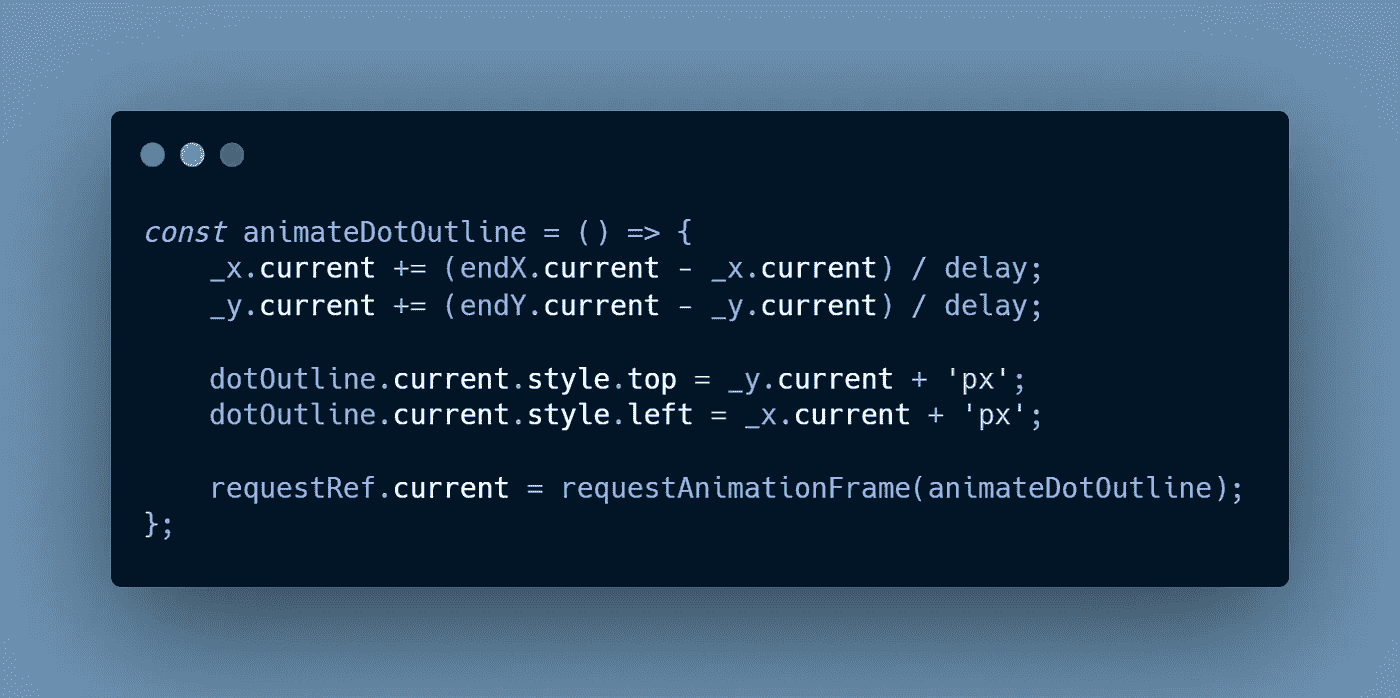 const animateDotOutline = () => {
    _x.current += (endX.current - _x.current) / delay;
    _y.current += (endY.current - _y.current) / delay;

    dotOutline.current.style.top = _y.current + 'px';
    dotOutline.current.style.left = _x.current + 'px';

    requestRef.current = requestAnimationFrame(animateDotOutline);
};